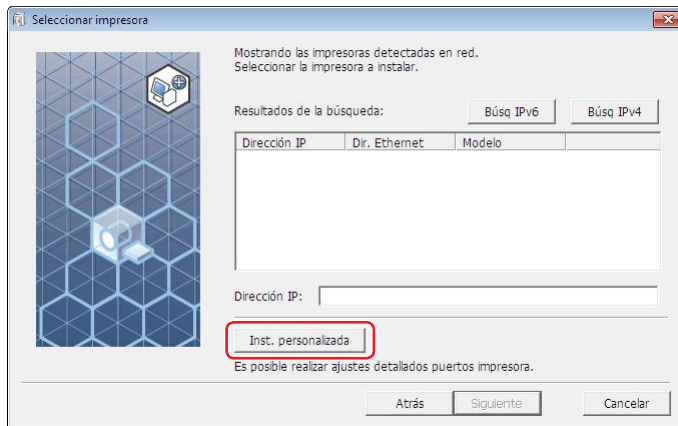 Seleccionar impresora
Mostrando las impresoras detectadas en red.
Seleccionar la impresora a instalar.
Resultados de la búsqueda:
Búsq IPv6
Búsq IPv4
Dirección IP
Dir. Ethernet
Modelo
Dirección IP:
Inst. personalizada
Es posible realizar ajustes detallados puertos impresora.
Atrás
Siguiente
Cancelar